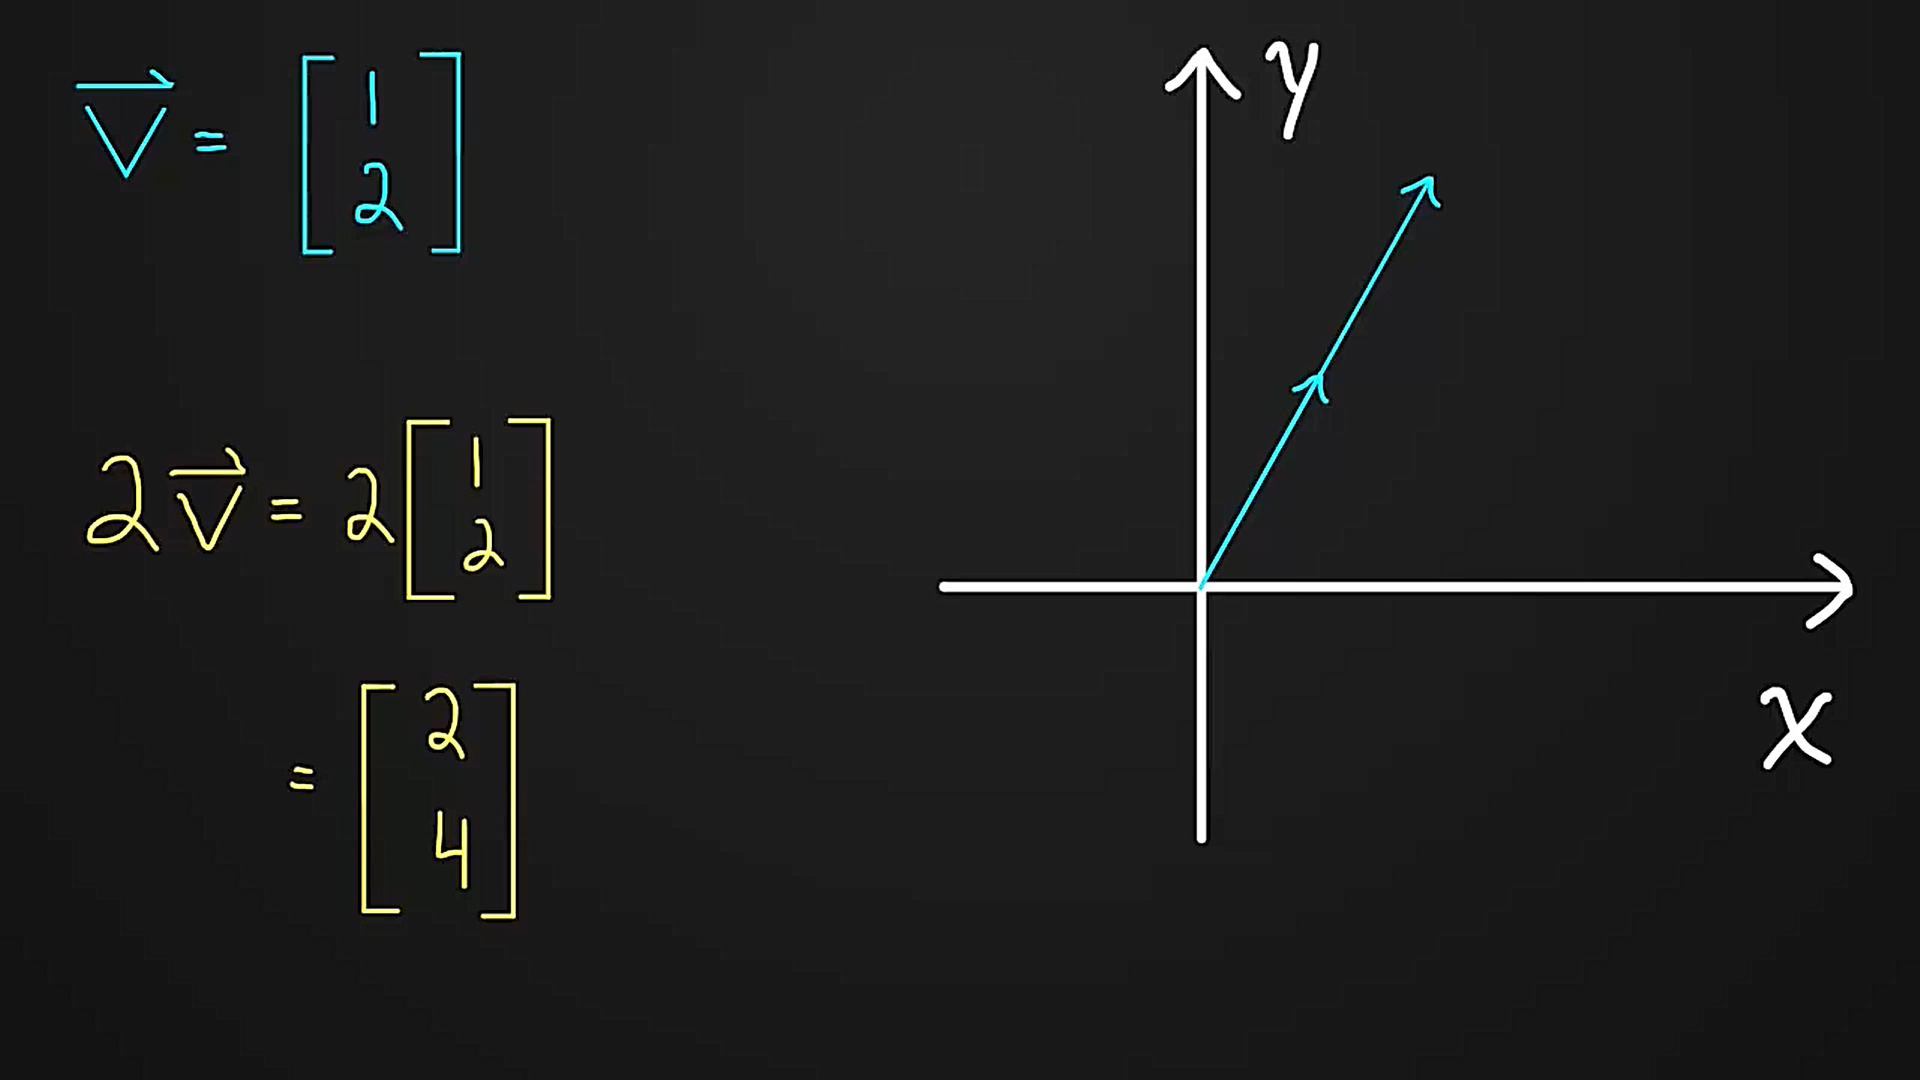 v⃗ = [1
2]
2v⃗ = 2[1
2]
= [2
4]
y
x